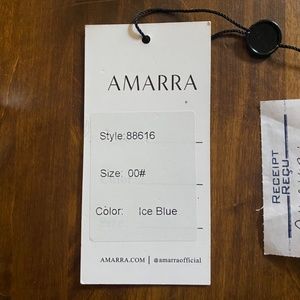 AMARRA
Style:88616
Size: 00#
Color: Ice Blue
AMARRA.COM | @amarraofficial
RECEIPT
REÇU